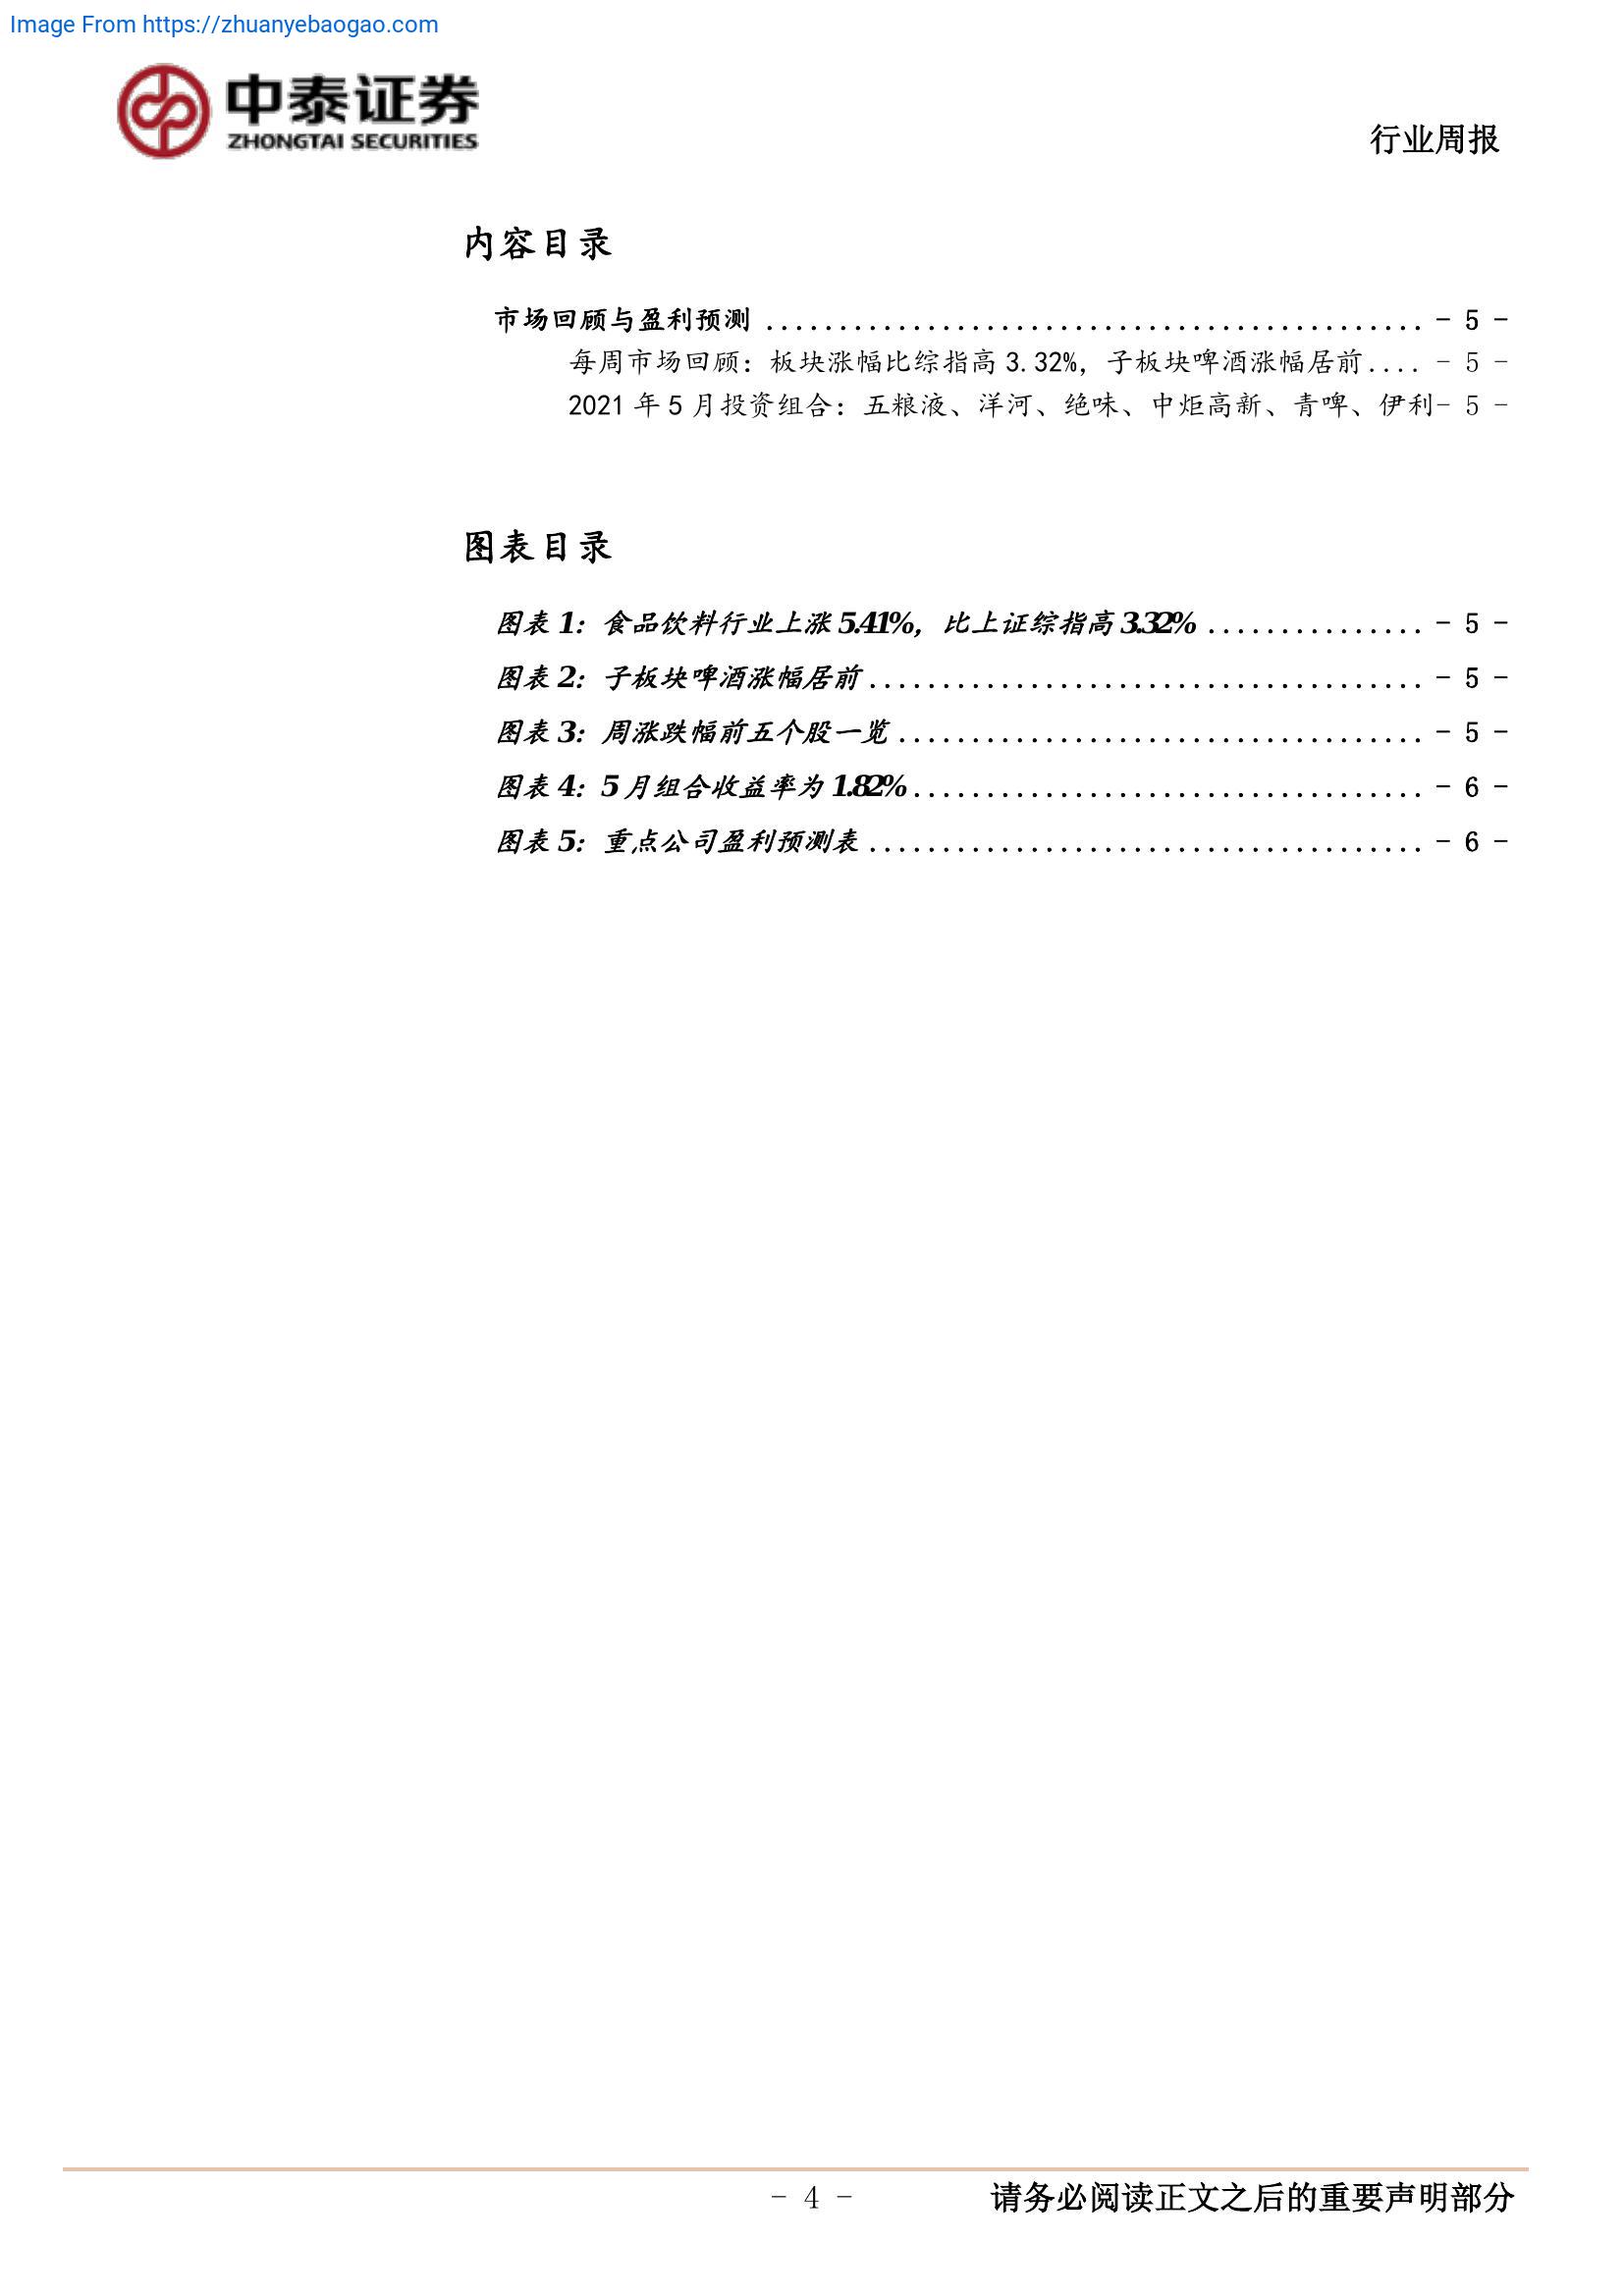 Image From https://zhuanyebaogao.com
中泰证券
ZHONGTAI SECURITIES
行业周报
内容目录
市场回顾与盈利预测 ............................................. - 5 -
每周市场回顾：板块涨幅比综指高 3.32%，子板块啤酒涨幅居前.... - 5 -
2021 年 5 月投资组合：五粮液、洋河、绝味、中炬高新、青啤、伊利- 5 -
图表目录
图表 1：食品饮料行业上涨 5.41%，比上证综指高 3.32% ............... - 5 -
图表 2：子板块啤酒涨幅居前...................................... - 5 -
图表 3：周涨跌幅前五个股一览 .................................... - 5 -
图表 4：5 月组合收益率为 1.82%................................... - 6 -
图表 5：重点公司盈利预测表 ...................................... - 6 -
- 4 -
请务必阅读正文之后的重要声明部分